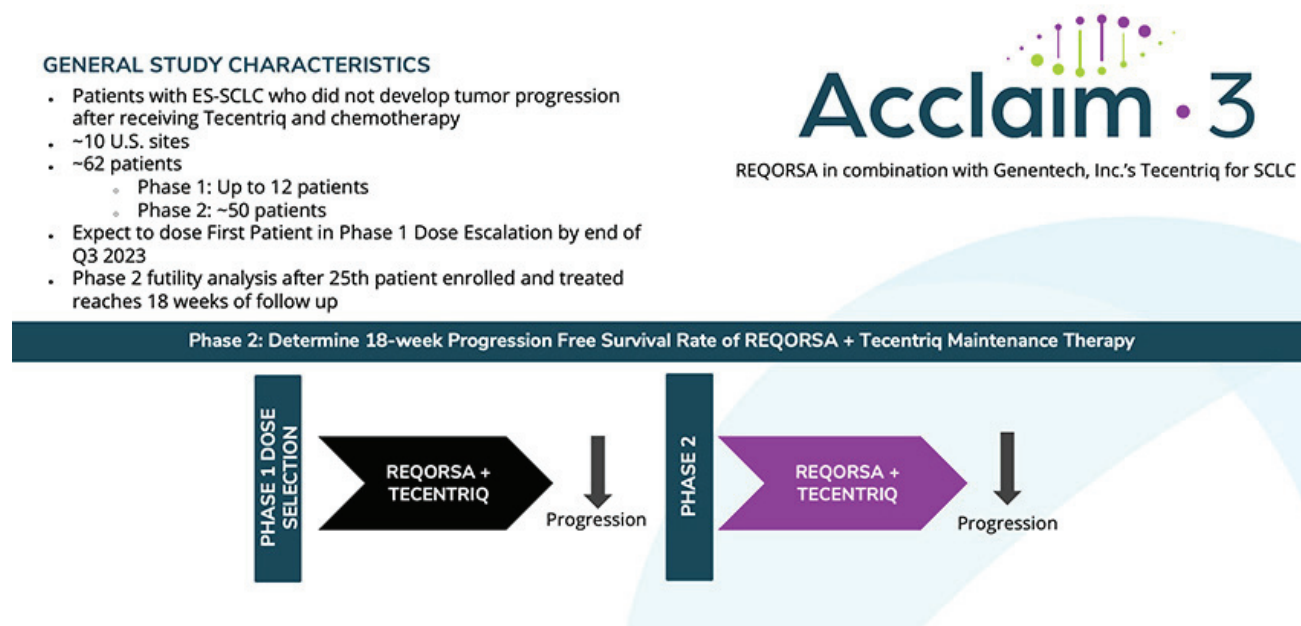 GENERAL STUDY CHARACTERISTICS
• Patients with ES-SCLC who did not develop tumor progression
after receiving Tecentriq and chemotherapy
• ~10 U.S. sites
• ~62 patients
◦ Phase 1: Up to 12 patients
◦ Phase 2: ~50 patients
• Expect to dose First Patient in Phase 1 Dose Escalation by end of
Q3 2023
• Phase 2 futility analysis after 25th patient enrolled and treated
reaches 18 weeks of follow up
Acclaim • 3
REQORSA in combination with Genentech, Inc.'s Tecentriq for SCLC
Phase 2: Determine 18-week Progression Free Survival Rate of REQORSA + Tecentriq Maintenance Therapy
PHASE 1 DOSE
SELECTION
REQORSA +
TECENTRIQ
Progression
PHASE 2
REQORSA +
TECENTRIQ
Progression